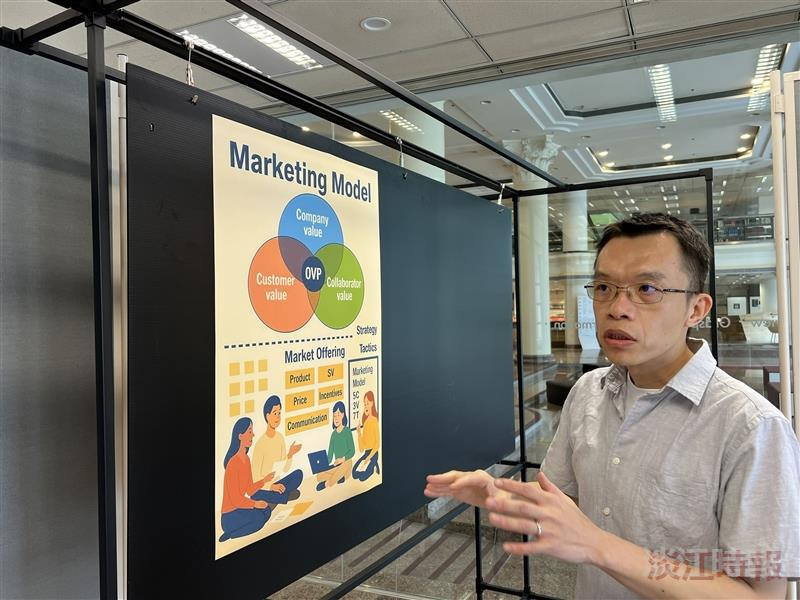 Marketing Model
Company
value
Customer
value
OVP
Collaborator
value
Strategy
Market Offering
Tactics
Product
SV
Price
Incentives
Communication
Marketing
Model
5C
3V
7T
淡江時報